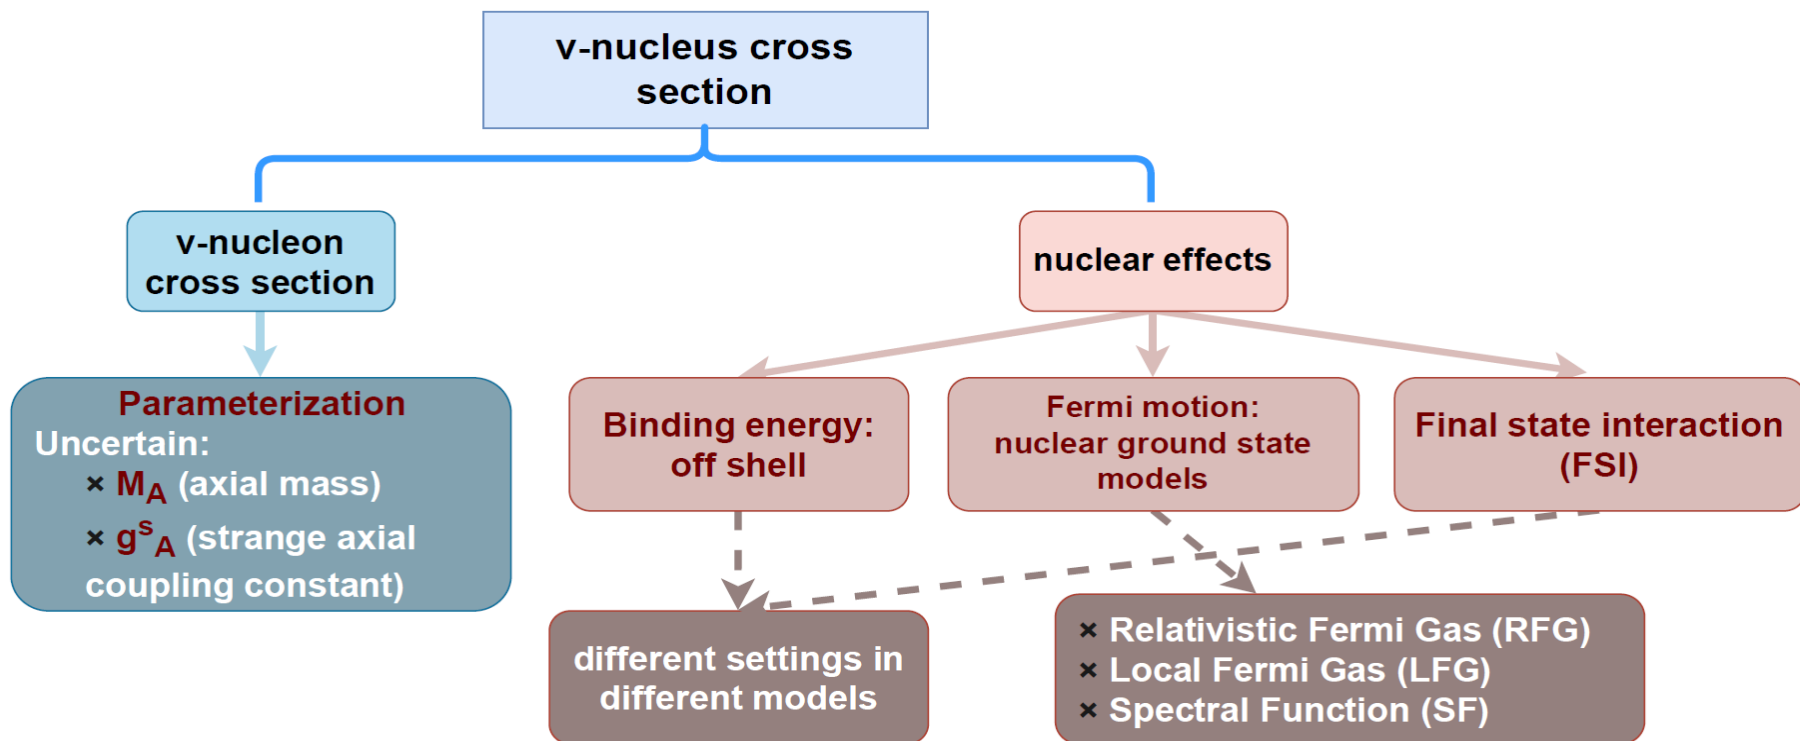 ν-nucleus cross
section
ν-nucleon
cross section
nuclear effects
Parameterization
Uncertain:
× M_A (axial mass)
× g^s_A (strange axial
coupling constant)
Binding energy:
off shell
Fermi motion:
nuclear ground state
models
Final state interaction
(FSI)
different settings in
different models
× Relativistic Fermi Gas (RFG)
× Local Fermi Gas (LFG)
× Spectral Function (SF)